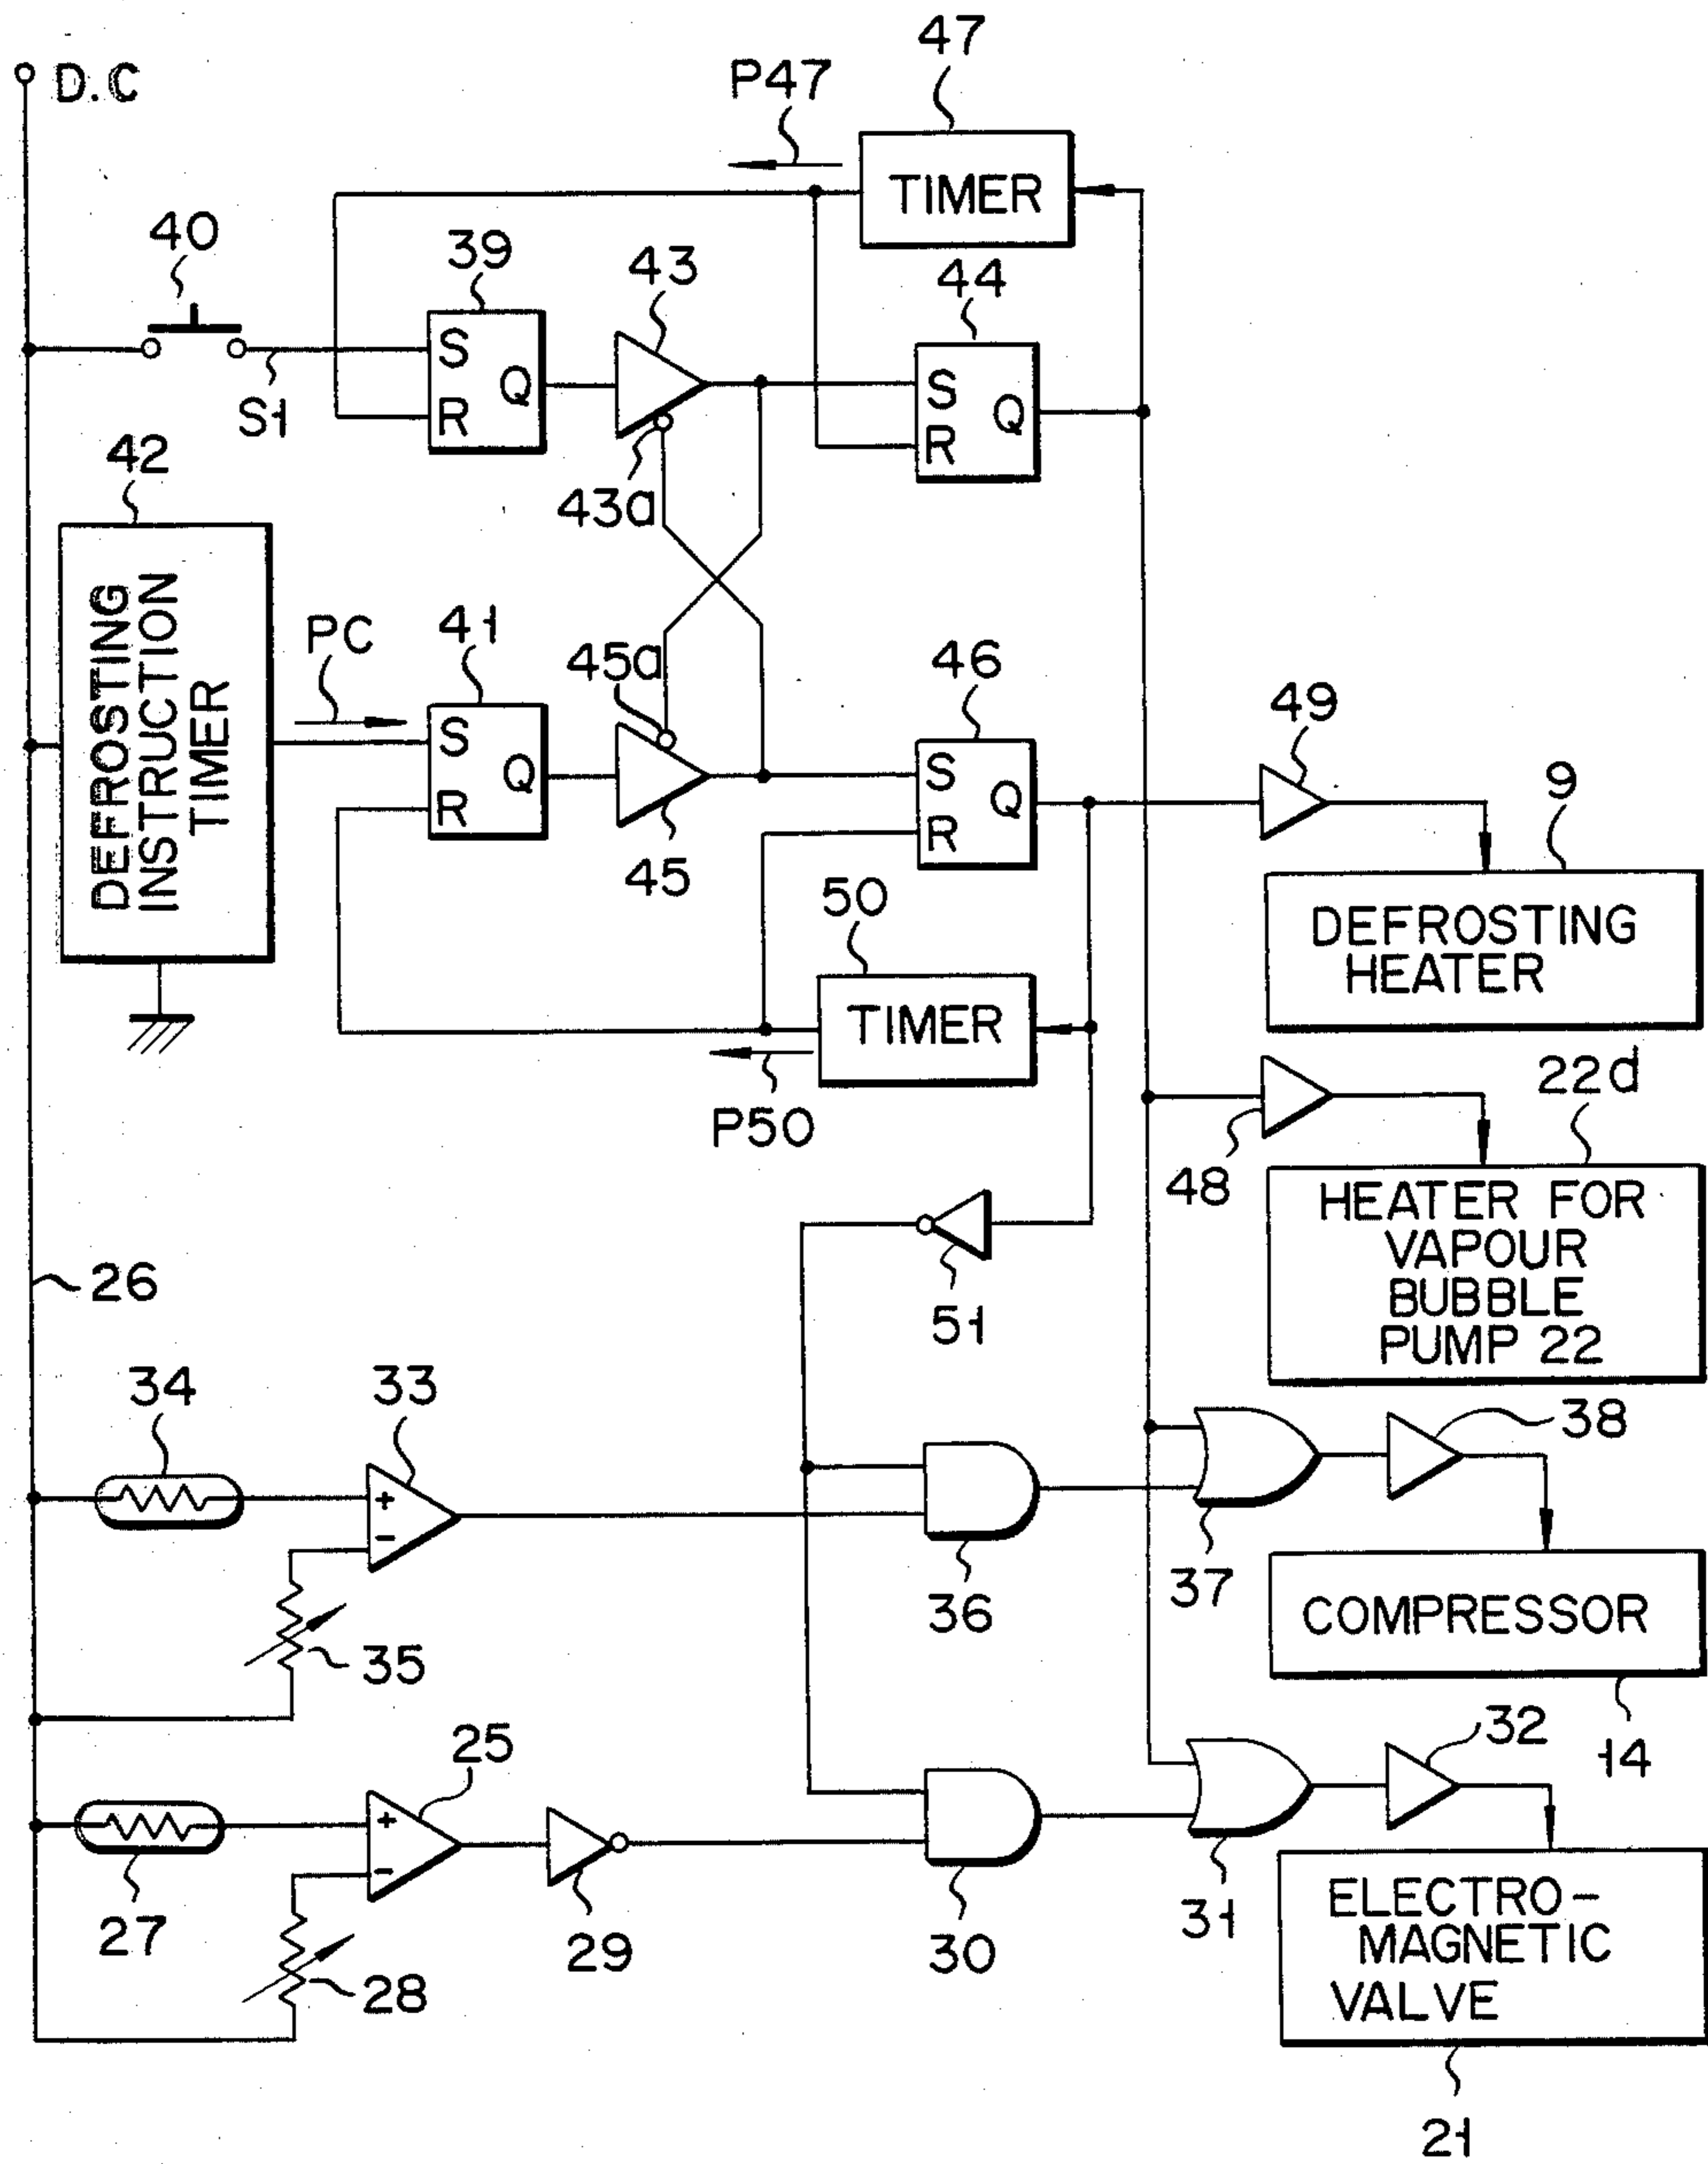 47
P47
D.C
TIMER
40
39
43
44
S
Q
R
S1
S
Q
R
42
43a
DEFROSTING
INSTRUCTION
TIMER
PC
41
45a
46
49
S
Q
R
S
Q
R
9
45
50
DEFROSTING
HEATER
TIMER
22d
P50
48
HEATER FOR
VAPOUR
BUBBLE
PUMP 22
26
51
34
33
38
+
-
36
37
COMPRESSOR
35
25
32
14
+
-
27
29
30
31
ELECTRO-
MAGNETIC
VALVE
28
21